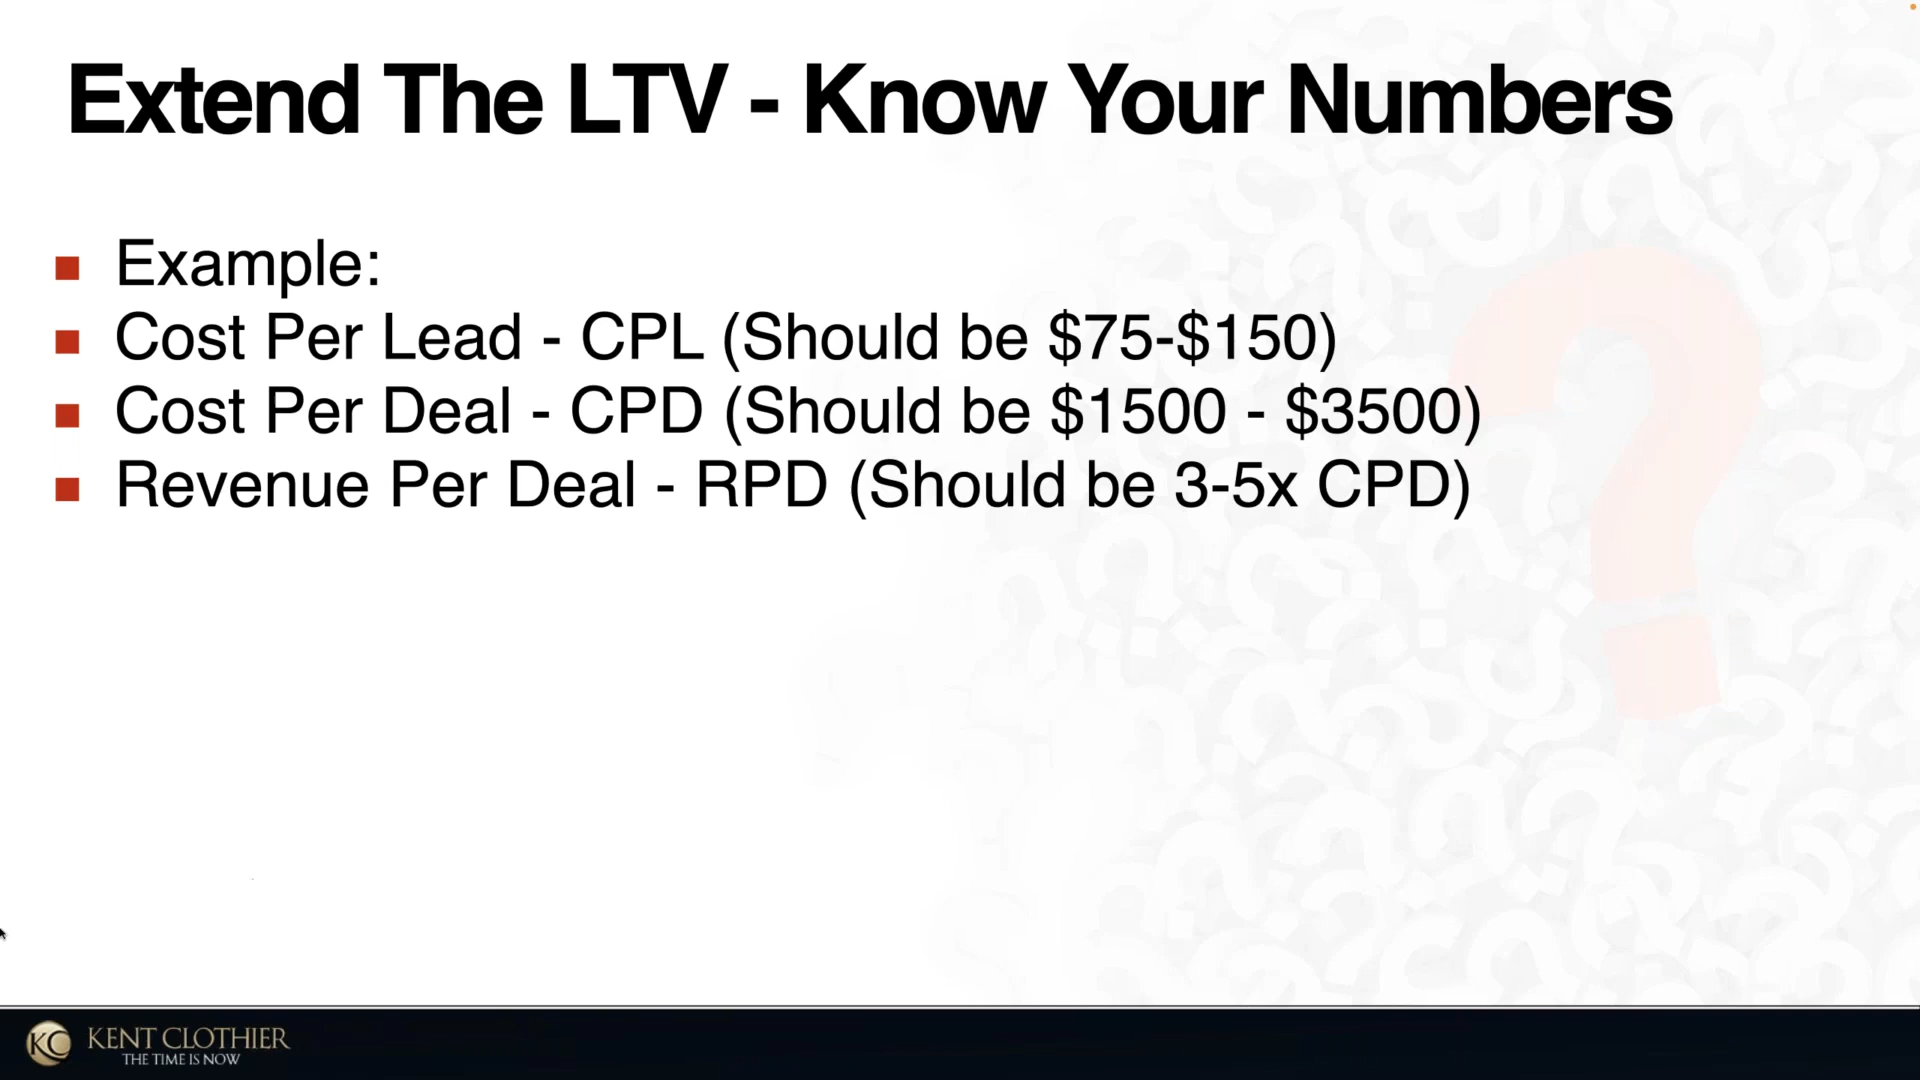 Extend The LTV - Know Your Numbers
Example:
Cost Per Lead - CPL (Should be $75-$150)
Cost Per Deal - CPD (Should be $1500 - $3500)
Revenue Per Deal - RPD (Should be 3-5x CPD)
KC
KENT CLOTHIER
THE TIME IS NOW